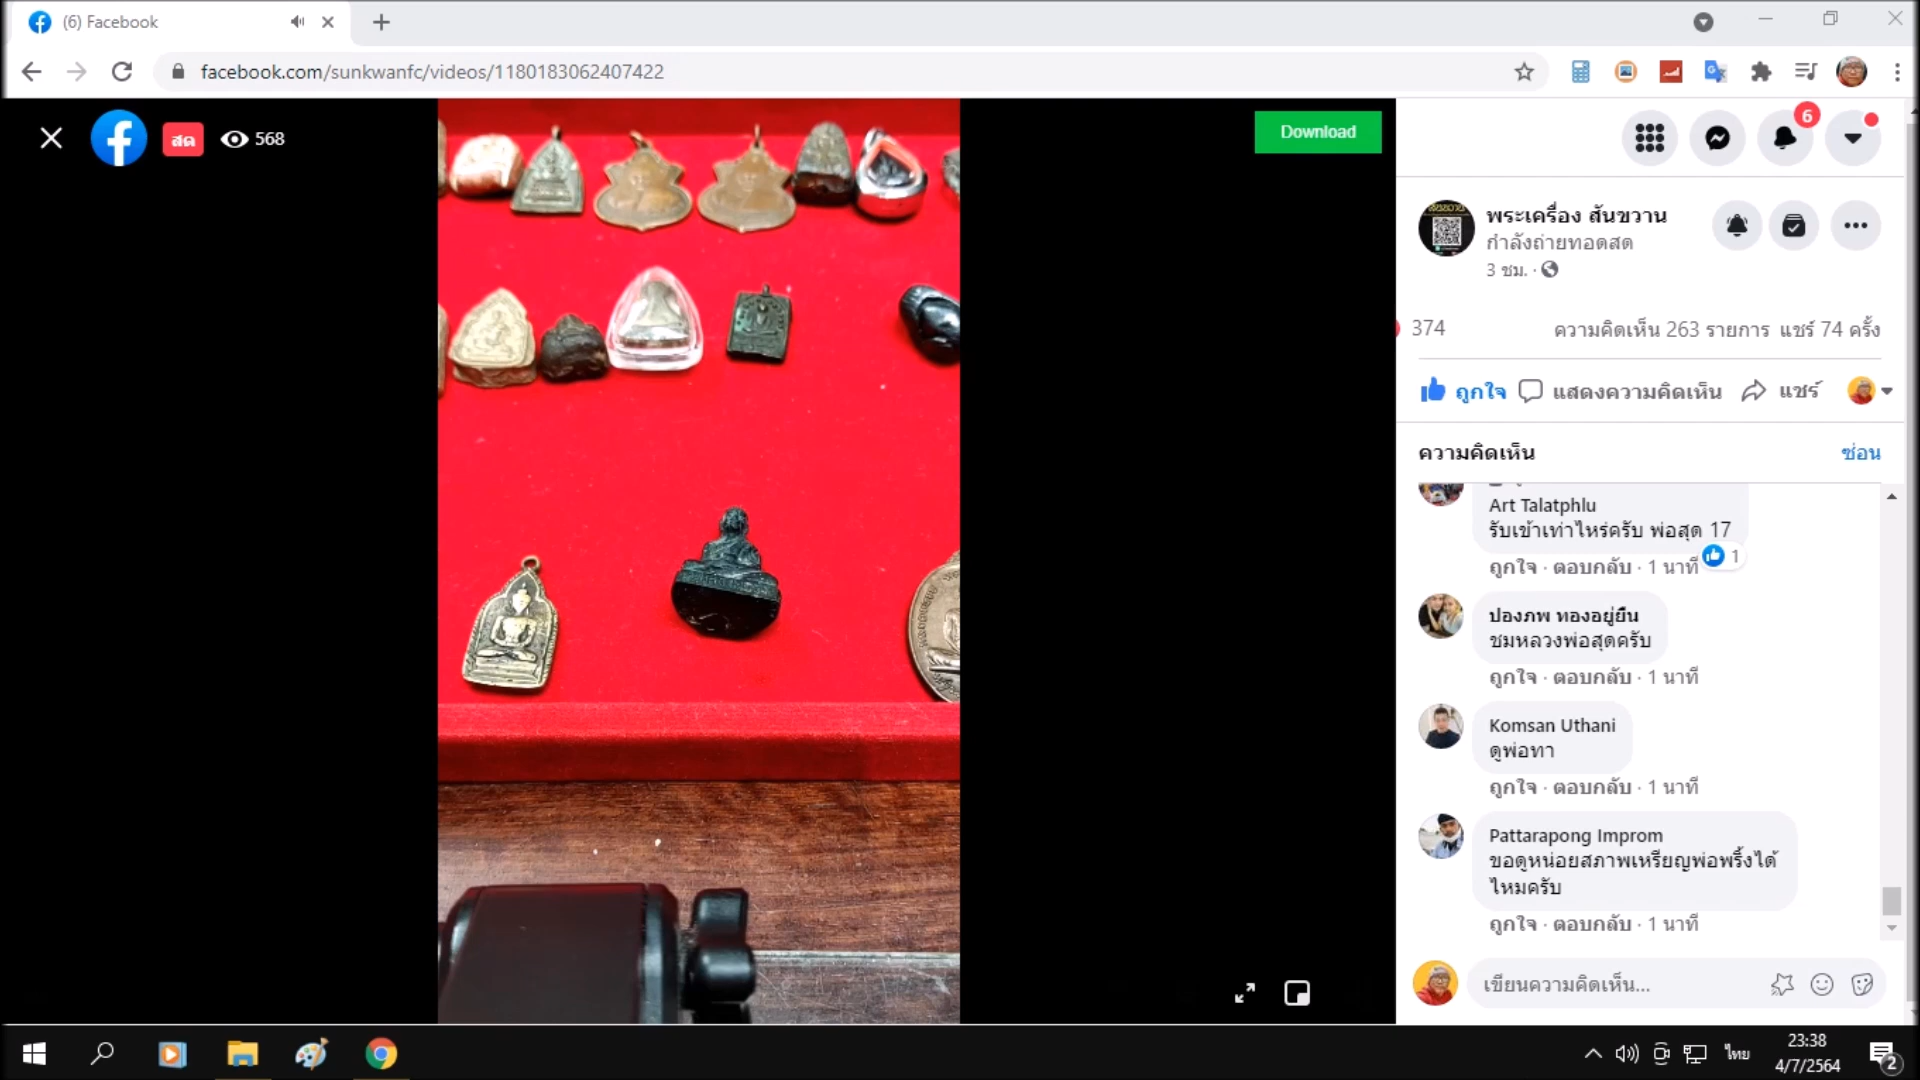 (6) Facebook
facebook.com/sunkwanfc/videos/1180183062407422
สด
568
Download
6
พระเครื่อง สันขวาน
กำลังถ่ายทอดสด
3 ชม. ·
374
ความคิดเห็น 263 รายการ แชร์ 74 ครั้ง
ถูกใจ
แสดงความคิดเห็น
แชร์
ความคิดเห็น
ซ่อน
Art Talatphlu
รับเช้าเท่าไหร่ครับ พ่อสุด 17
1
ถูกใจ · ตอบกลับ · 1 นาที
ปองภพ ทองอยู่ยืน
ชมหลวงพ่อสุดครับ
ถูกใจ · ตอบกลับ · 1 นาที
Komsan Uthani
ดูพ่อทา
ถูกใจ · ตอบกลับ · 1 นาที
Pattarapong Improm
ขอดูหน่อยสภาพเหรียญพ่อพริ้งได้
ไหมครับ
ถูกใจ · ตอบกลับ · 1 นาที
เขียนความคิดเห็น...
ไทย
23:38
4/7/2564
2